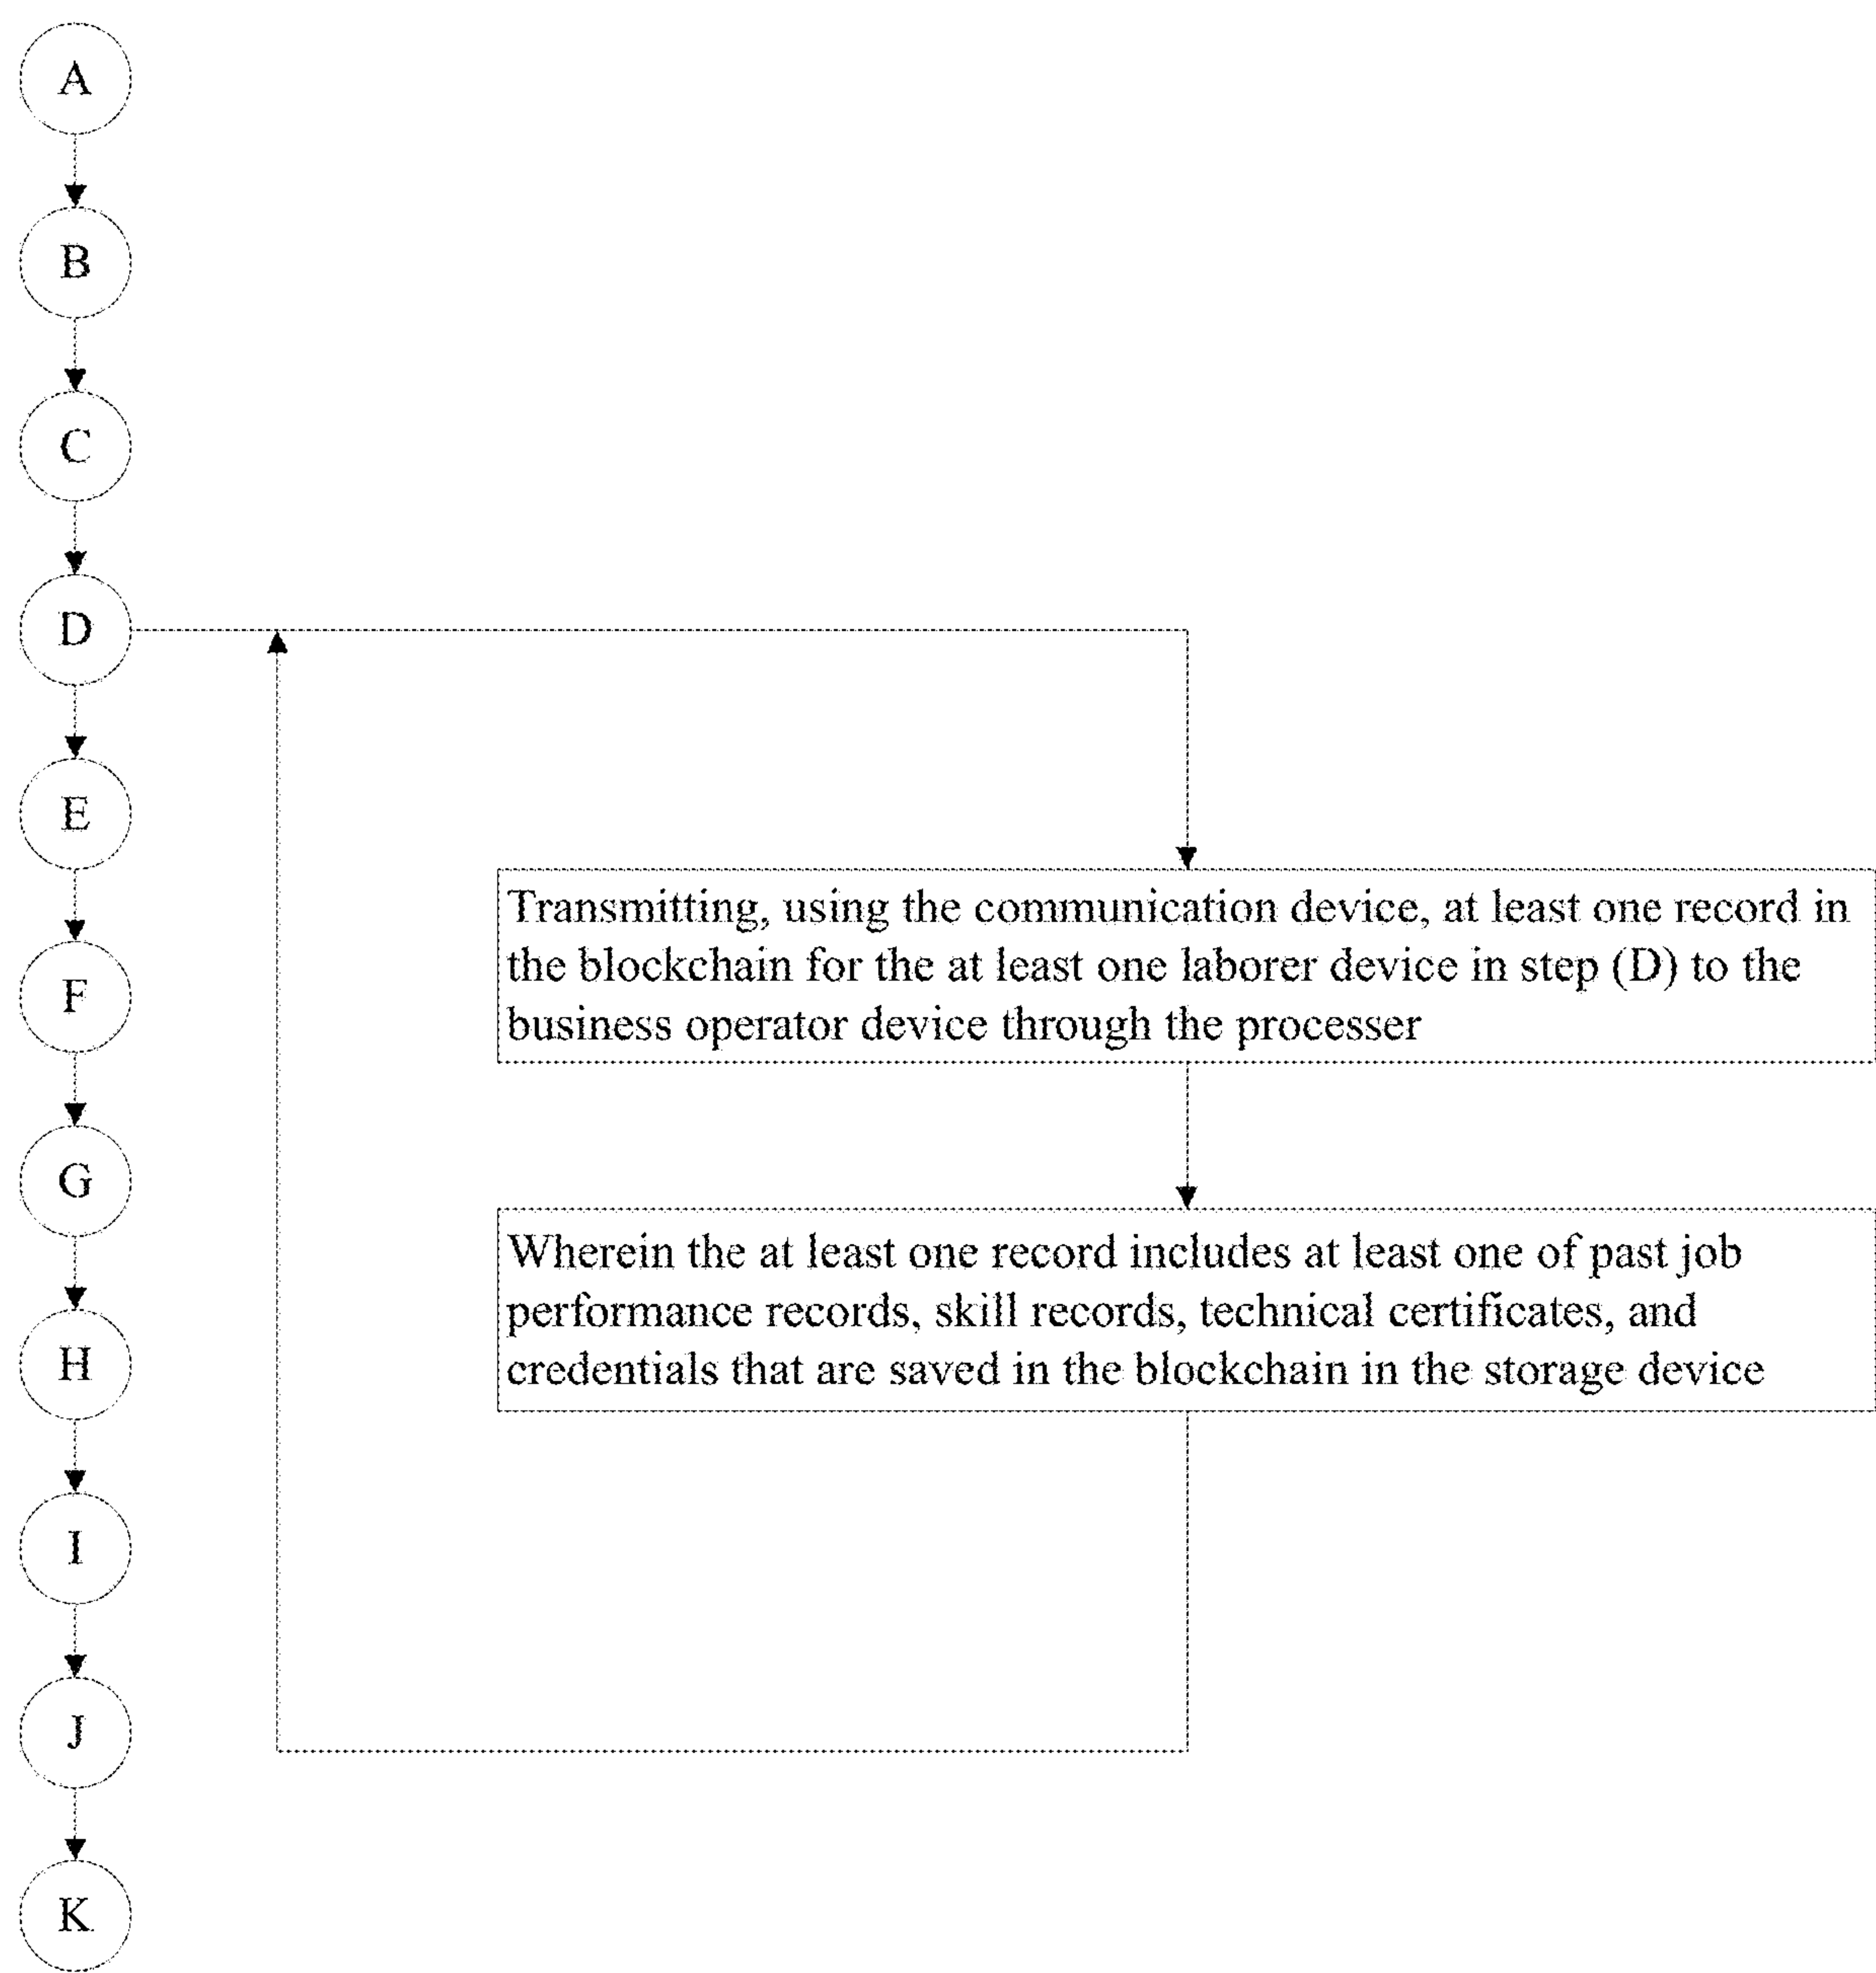 A
B
C
D
E
F
G
H
I
J
K
Transmitting, using the communication device, at least one record in
the blockchain for the at least one laborer device in step (D) to the
business operator device through the processer
Wherein the at least one record includes at least one of past job
performance records, skill records, technical certificates, and
credentials that are saved in the blockchain in the storage device